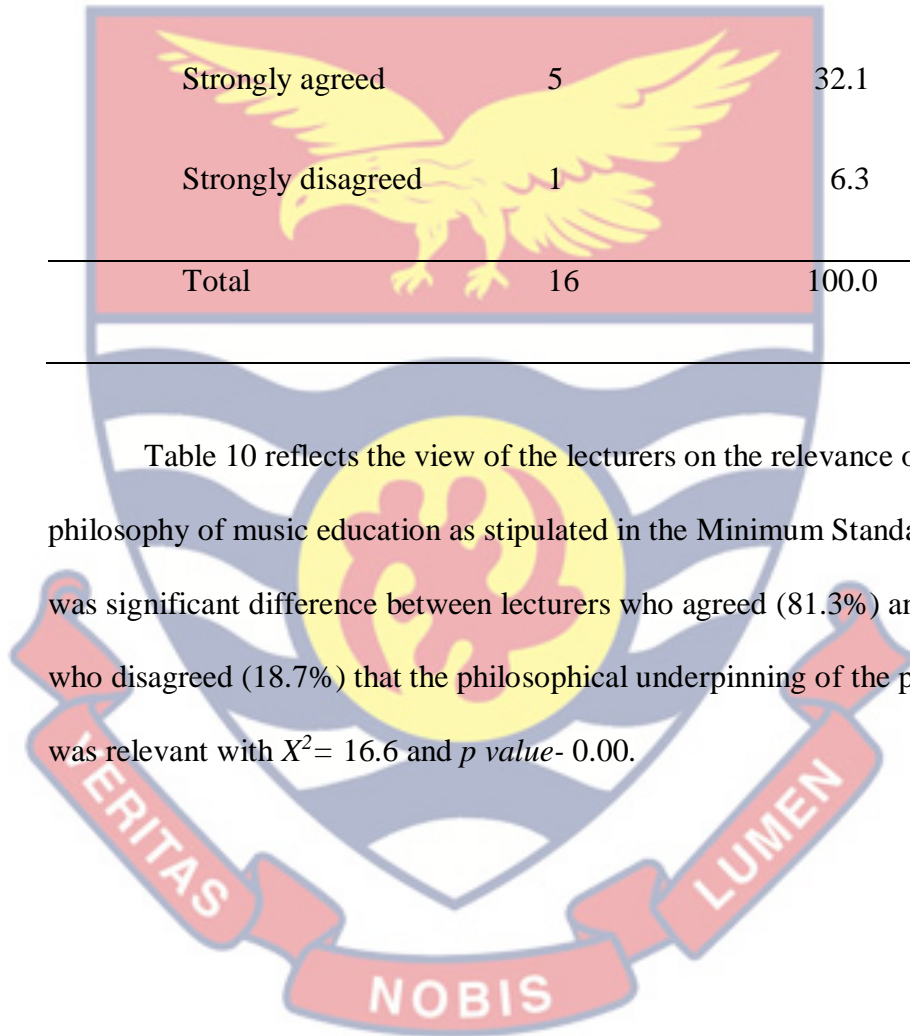 Strongly agreed 5 32.1
Strongly disagreed 1 6.3
Total 16 100.0
Table 10 reflects the view of the lecturers on the relevance
philosophy of music education as stipulated in the Minimum
was significant difference between lecturers who agreed (81.3%)
who disagreed (18.7%) that the philosophical underpinning of the
was relevant with X²= 16.6 and p value- 0.00.
VERITAS
NOBIS
LUMEN